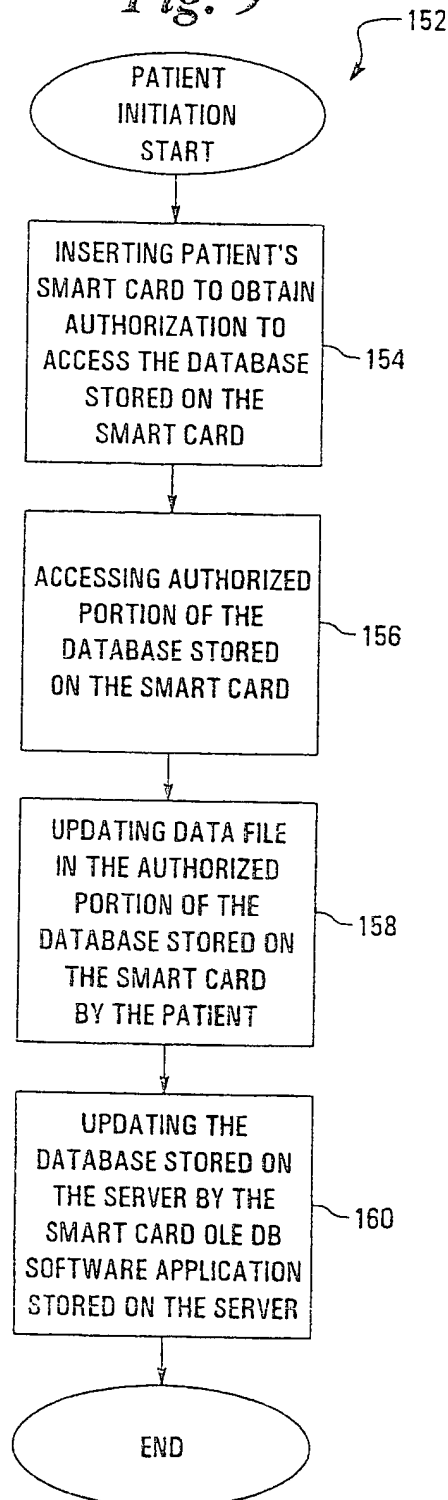 Fig. 9
152
PATIENT
INITIATION
START
INSERTING PATIENT'S
SMART CARD TO OBTAIN
AUTHORIZATION TO
ACCESS THE DATABASE
STORED ON THE
SMART CARD
154
ACCESSING AUTHORIZED
PORTION OF THE
DATABASE STORED
ON THE SMART CARD
156
UPDATING DATA FILE
IN THE AUTHORIZED
PORTION OF THE
DATABASE STORED ON
THE SMART CARD
BY THE PATIENT
158
UPDATING THE
DATABASE STORED ON
THE SERVER BY THE
SMART CARD OLE DB
SOFTWARE APPLICATION
STORED ON THE SERVER
160
END